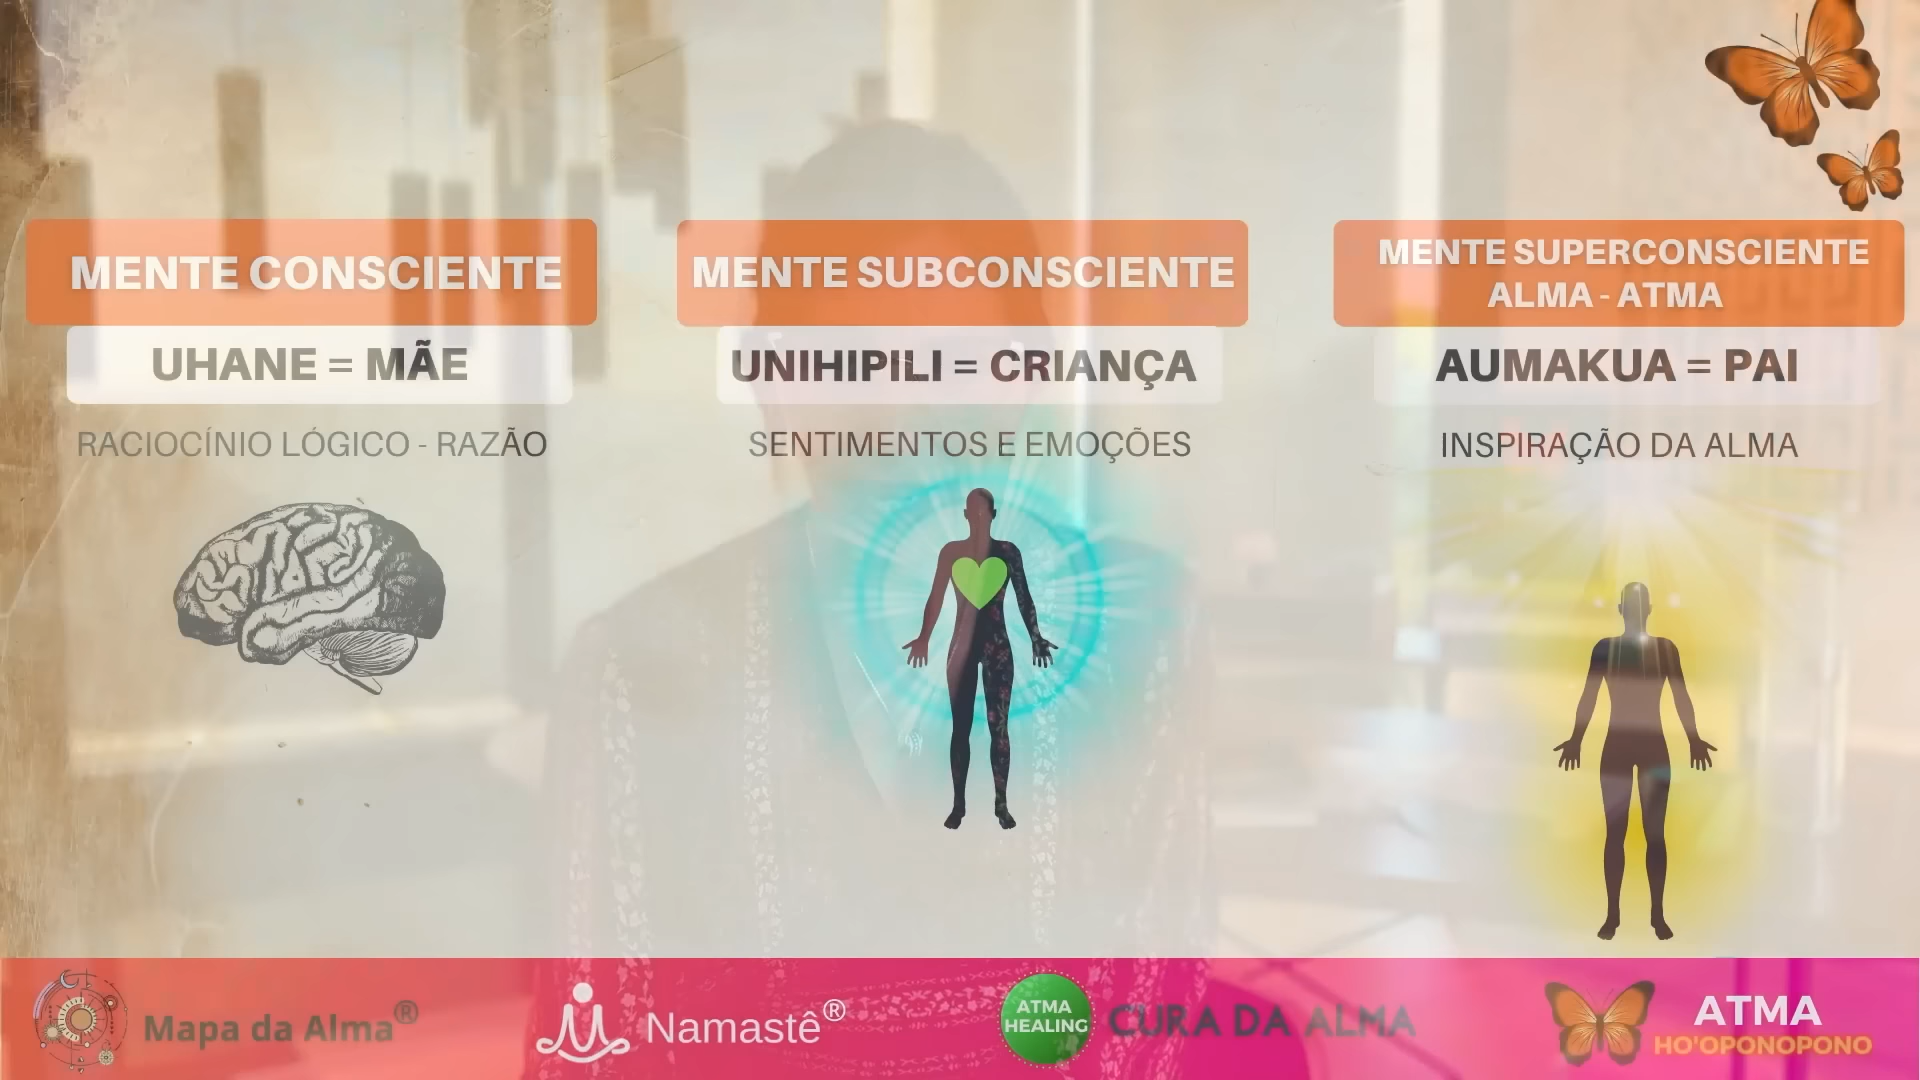 MENTE CONSCIENTE
UHANE = MÃE
RACIOCÍNIO LÓGICO - RAZÃO
MENTE SUBCONSCIENTE
UNIHIPILI = CRIANÇA
SENTIMENTOS E EMOÇÕES
MENTE SUPERCONSCIENTE
ALMA - ATMA
AUMAKUA = PAI
INSPIRAÇÃO DA ALMA
Mapa da Alma®
Namastê®
ATMA
HEALING
CURA DA ALMA
ATMA
HO'OPONOPONO